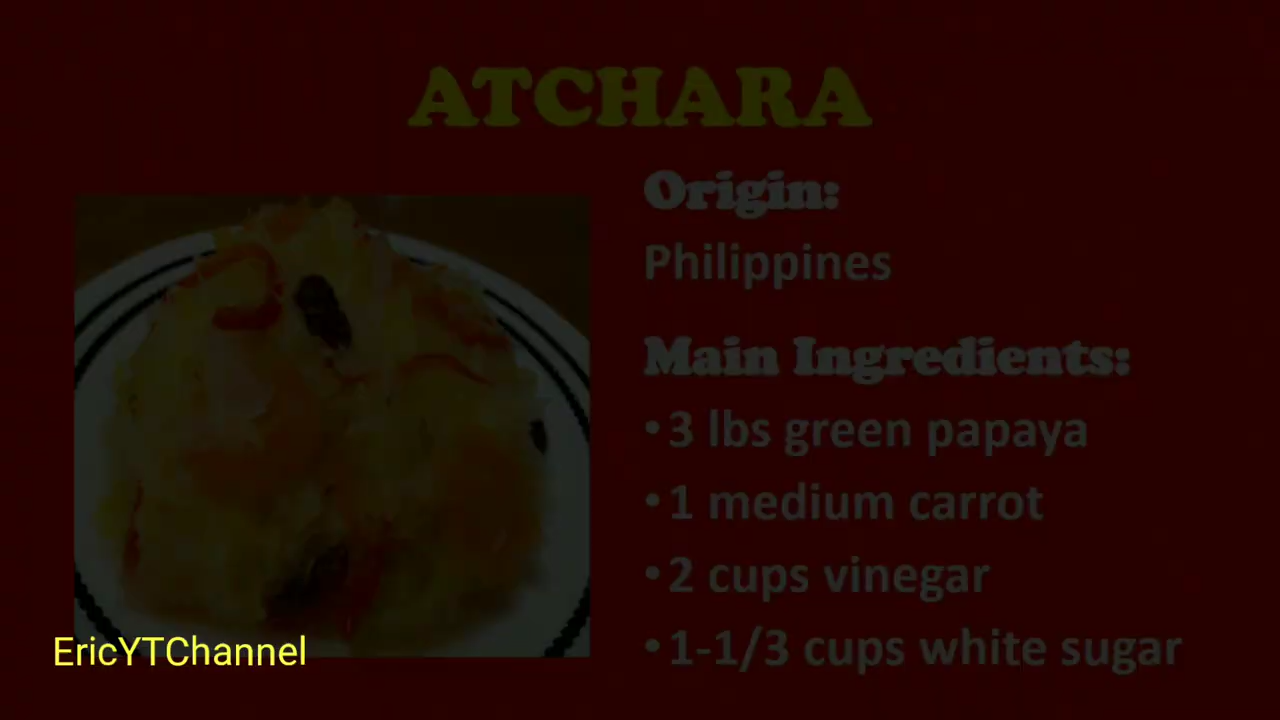 ATCHARA
Origin:
Philippines
Main Ingredients:
•3 lbs green papaya
•1 medium carrot
•2 cups vinegar
•1-1/3 cups white sugar
EricYTChannel